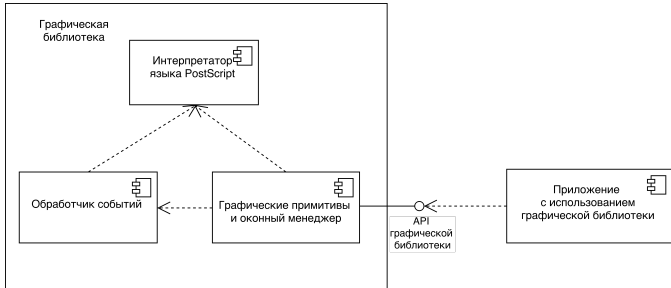 Графическая
библиотека
Интерпретатор
языка PostScript
Обработчик событий
Графические примитивы
и оконный менеджер
API
графической
библиотеки
Приложение
с использованием
графической библиотеки